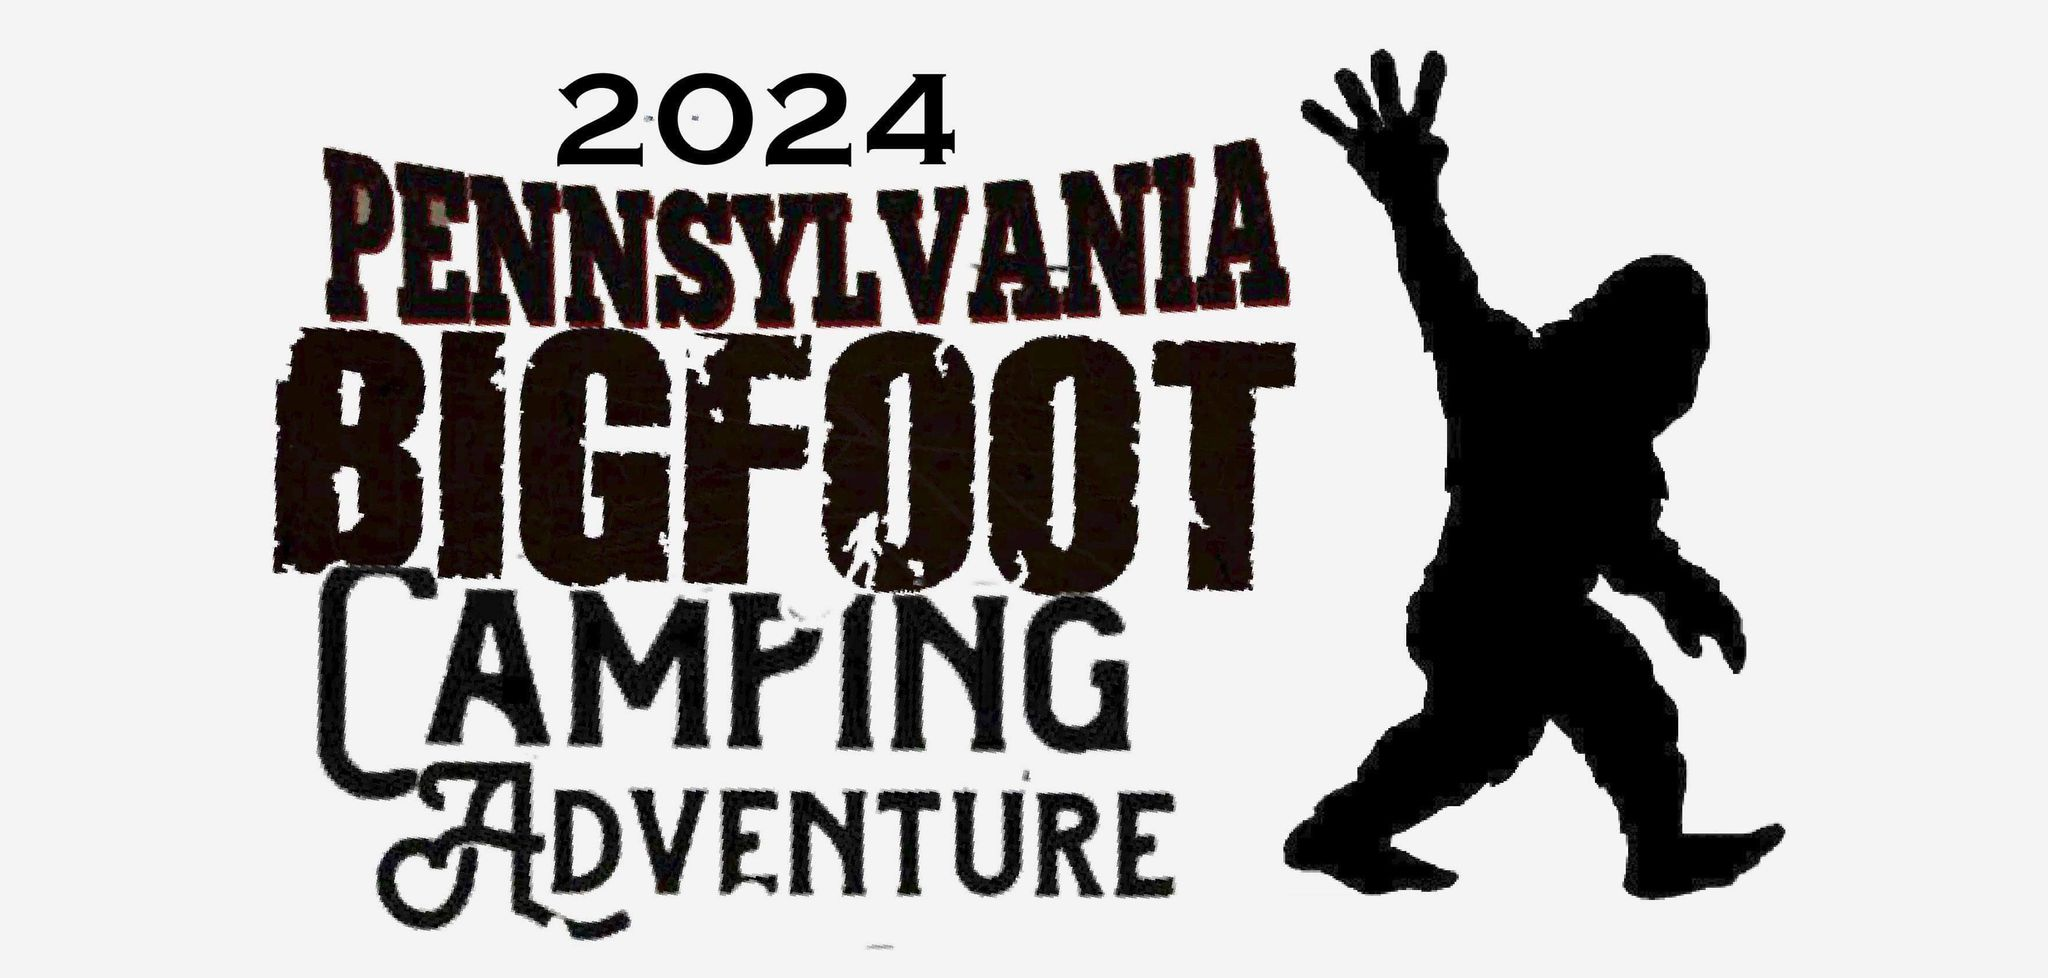 2024
PENNSYLVANIA
BIGFOOT
CAMPING
ADVENTURE